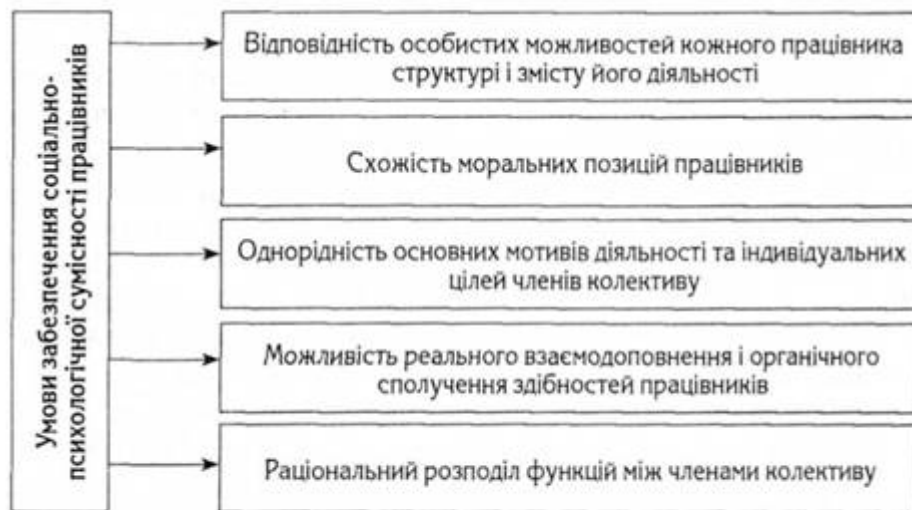 Умови забезпечення соціально-
психологічної сумісності працівників
Відповідність особистих можливостей кожного працівника
структурі і змісту його діяльності
Схожість моральних позицій працівників
Однорідність основних мотивів діяльності та індивідуальних
цілей членів колективу
Можливість реального взаємодоповнення і органічного
сполучення здібностей працівників
Раціональний розподіл функцій між членами колективу